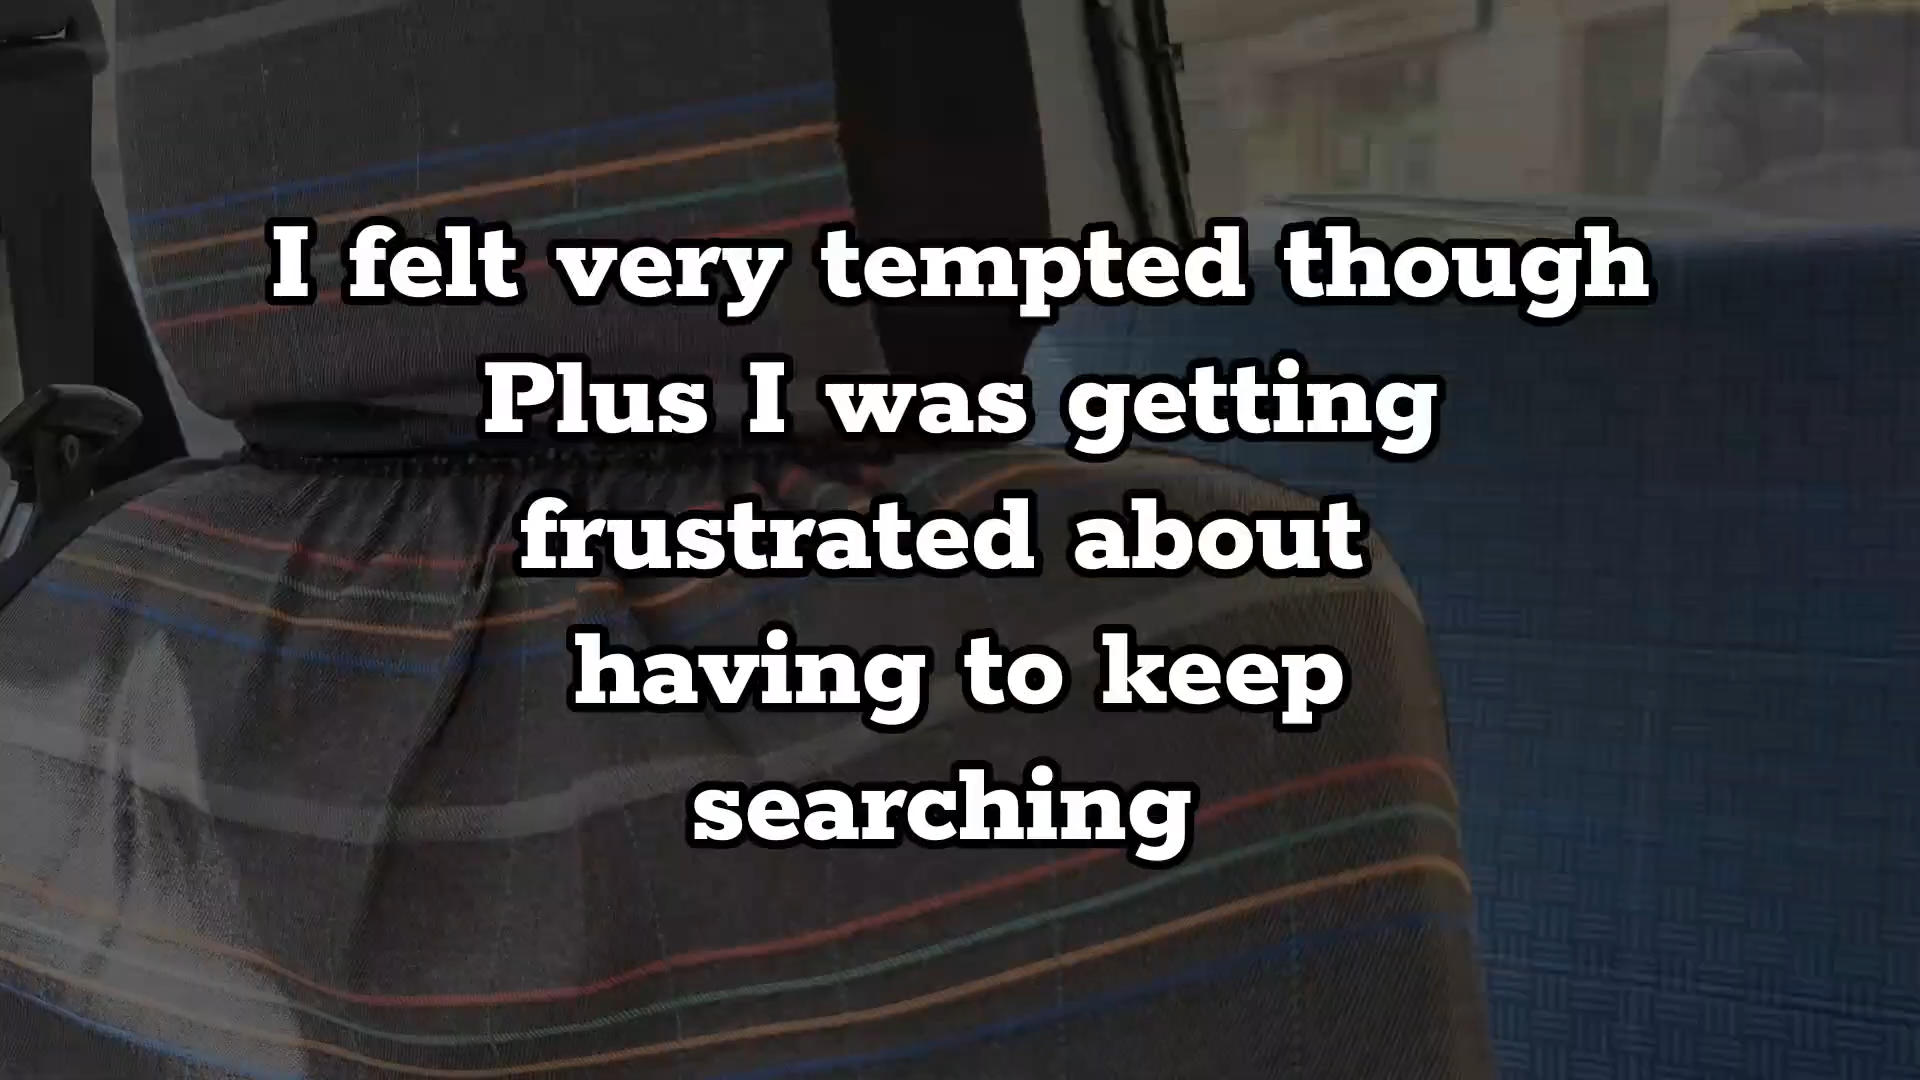 I felt very tempted though
Plus I was getting
frustrated about
having to keep
searching